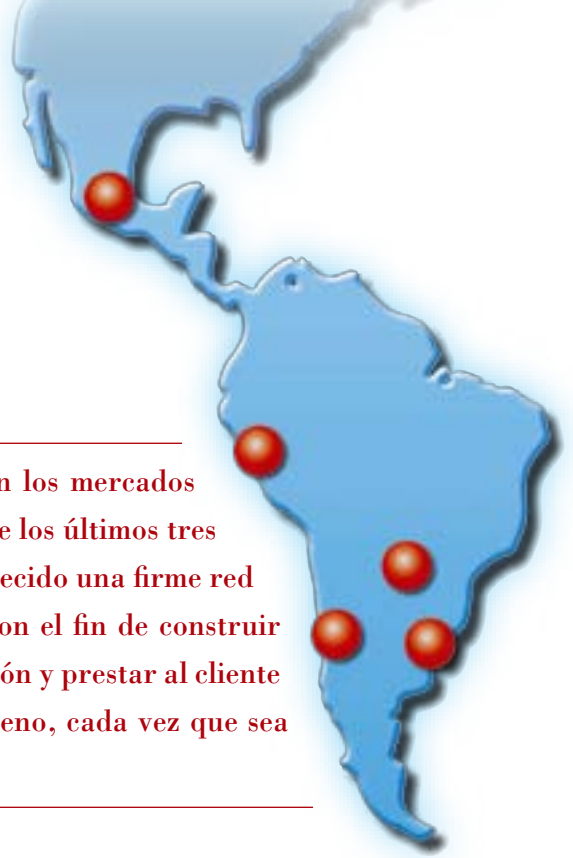 n los mercados
e los últimos tres
ecido una firme red
on el fin de construir
ón y prestar al cliente
eno, cada vez que sea